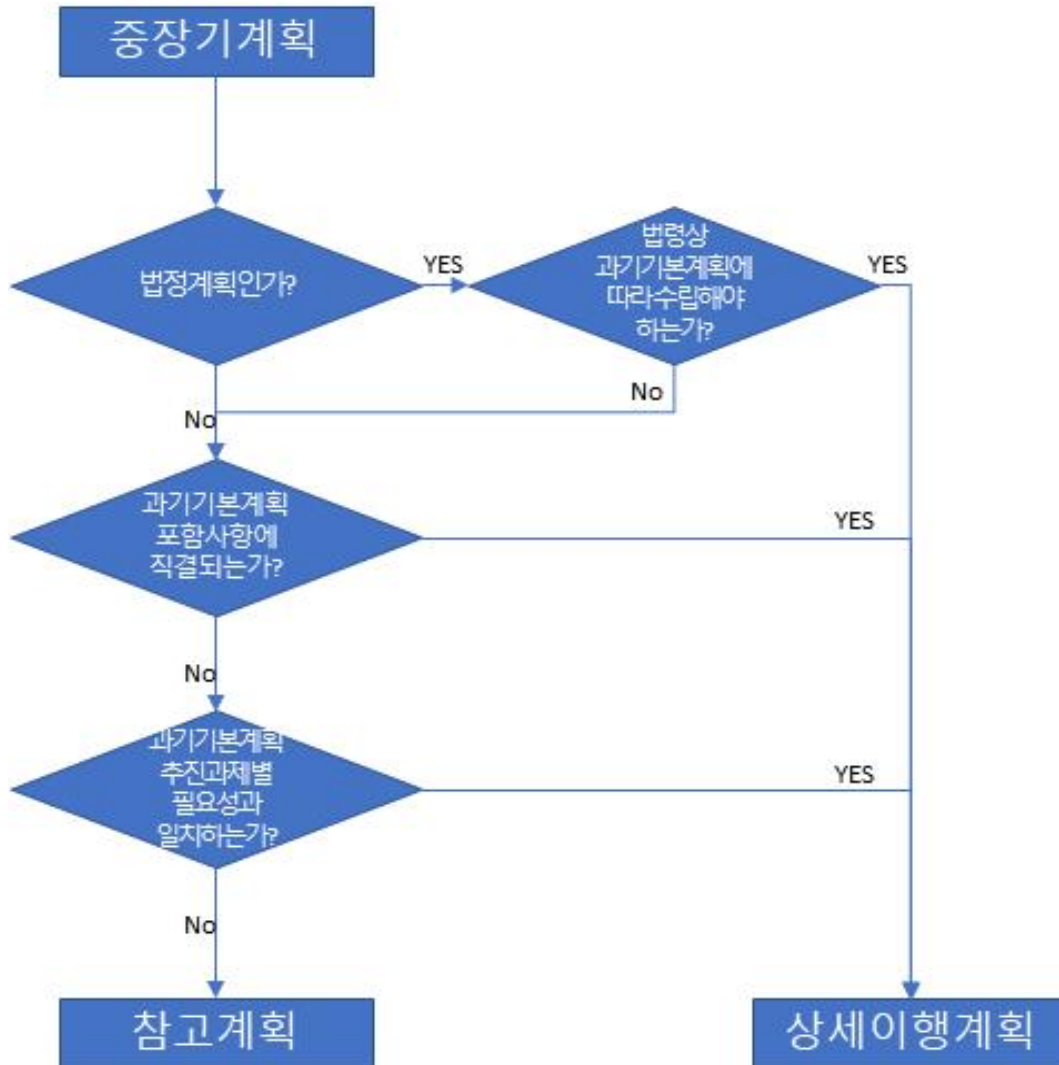 중장기계획
법정계획인가?
YES
법령상
과기기본계획에
따라수립해야
하는가?
YES
No
No
과기기본계획
포함사항에
직결되는가?
YES
No
과기기본계획
추진과제별
필요성과
일치하는가?
YES
No
참고계획
상세이행계획